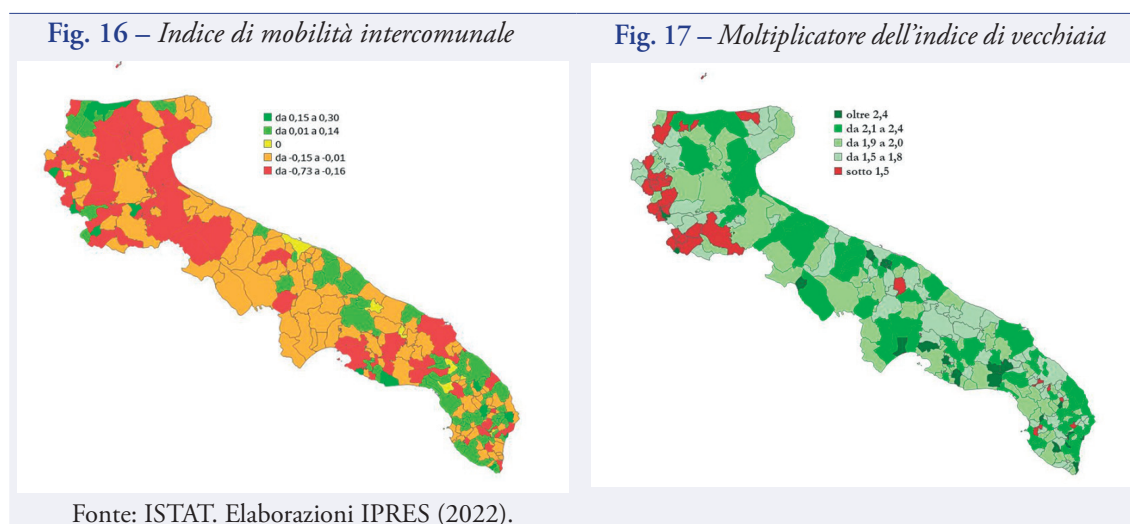 Fig. 16 – Indice di mobilità intercomunale
da 0,15 a 0,30
da 0,01 a 0,14
0
da -0,15 a -0,01
da -0,73 a -0,16
Fig. 17 – Moltiplicatore dell'indice di vecchiaia
oltre 2,4
da 2,1 a 2,4
da 1,9 a 2,0
da 1,5 a 1,8
sotto 1,5
Fonte: ISTAT. Elaborazioni IPRES (2022).